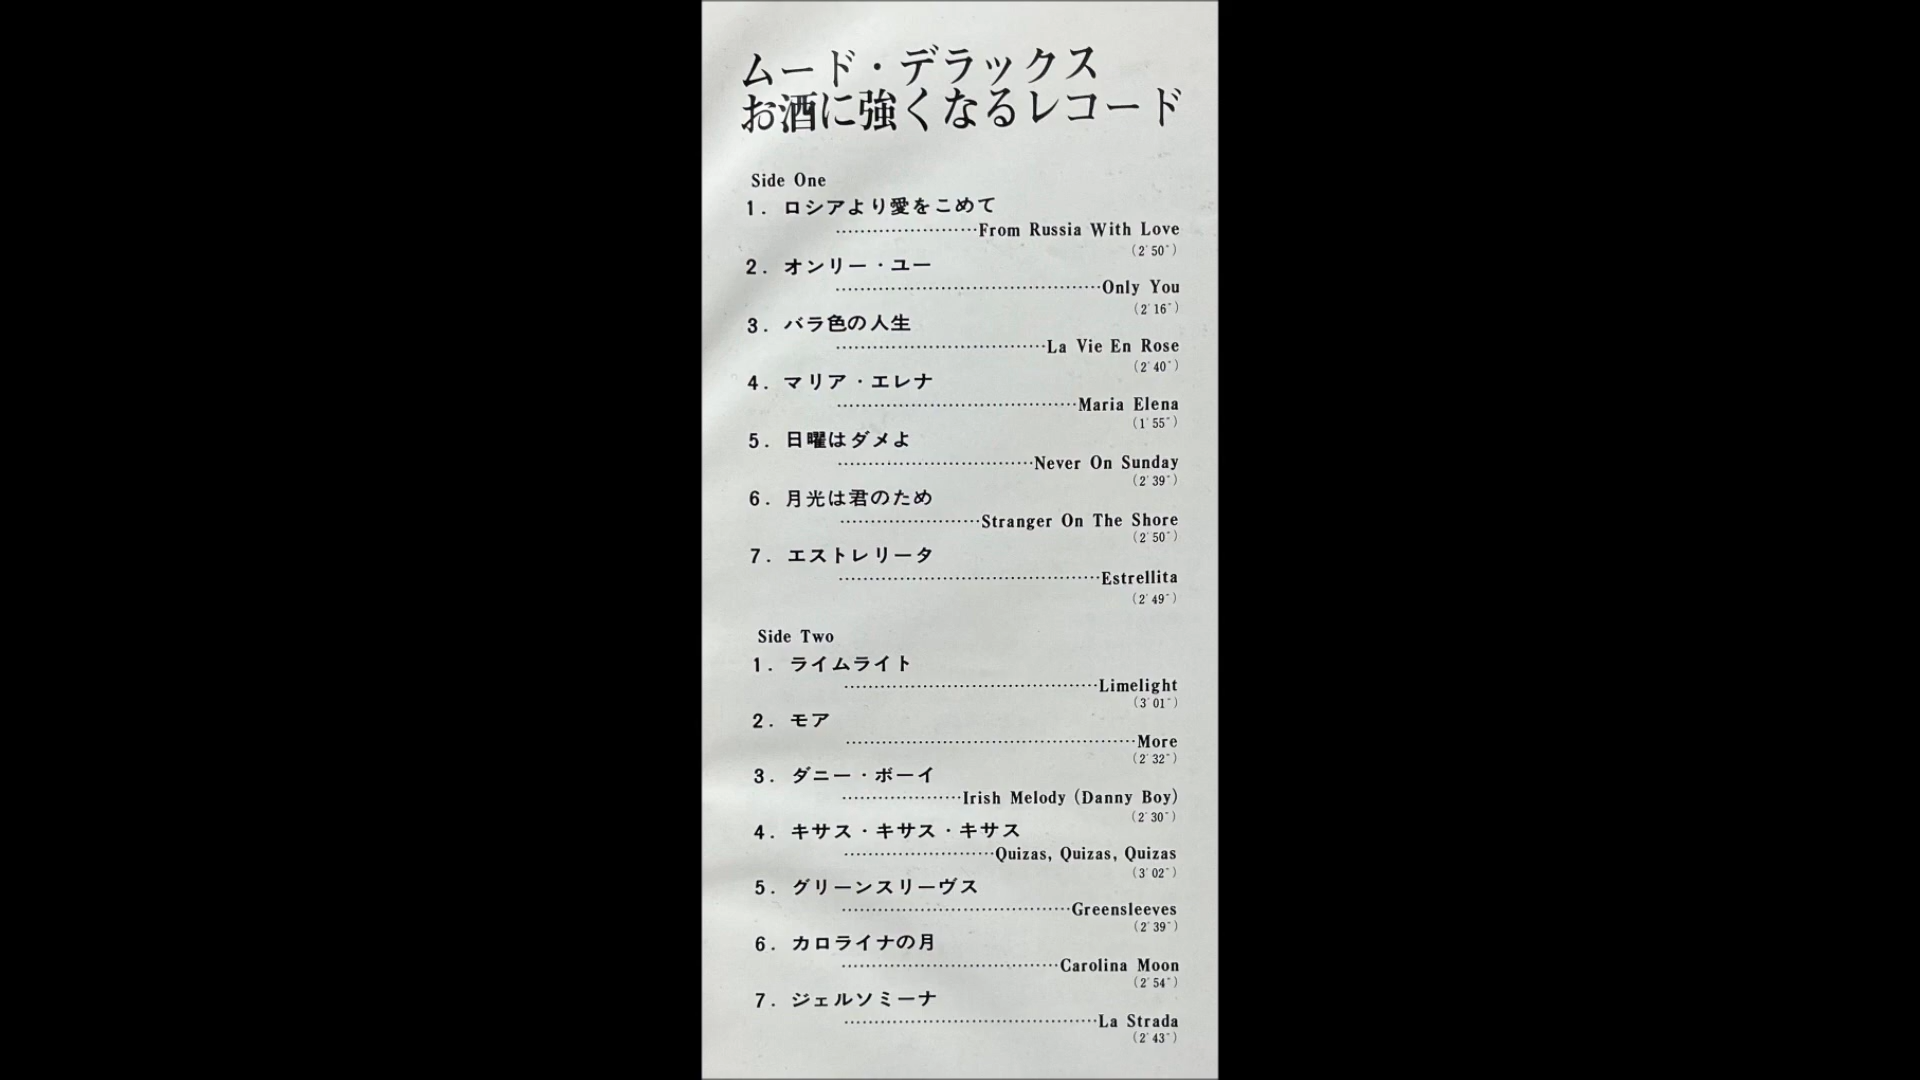 ムード・デラックス
お酒に強くなるレコード
Side One
1. ロシアより愛をこめて
························From Russia With Love
(2′50″)
2. オンリー・ユー
············································Only You
(2′16″)
3. バラ色の人生
···································La Vie En Rose
(2′40″)
4. マリア・エレナ
········································Maria Elena
(1′55″)
5. 日曜はダメよ
·································Never On Sunday
(2′39″)
6. 月光は君のため
·······················Stranger On The Shore
(2′50″)
7. エストレリータ
············································Estrellita
(2′49″)
Side Two
1. ライムライト
··········································Limelight
(3′01″)
2. モア
················································More
(2′32″)
3. ダニー・ボーイ
····················Irish Melody (Danny Boy)
(2′30″)
4. キサス・キサス・キサス
·························Quizas, Quizas, Quizas
(3′02″)
5. グリーンスリーヴス
······································Greensleeves
(2′39″)
6. カロライナの月
····································Carolina Moon
(2′54″)
7. ジェルソミーナ
··········································La Strada
(2′43″)